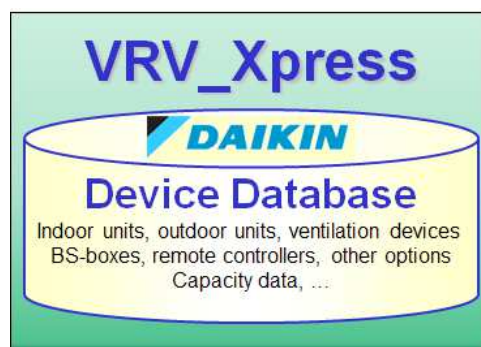 VRV_Xpress
DAIKIN
Device Database
Indoor units, outdoor units, ventilation devices
BS-boxes, remote controllers, other options
Capacity data, ...